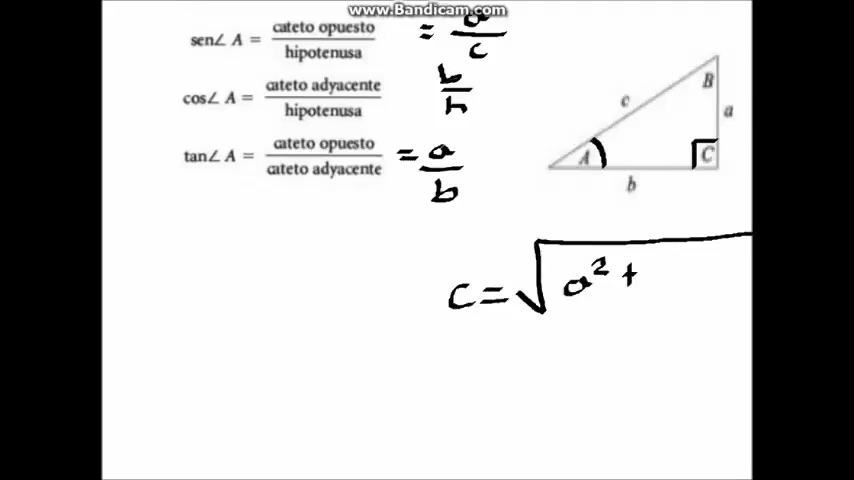 www.Bandicam.com
sen∠ A = cateto opuesto / hipotenusa = a / c
cos∠ A = cateto adyacente / hipotenusa b / h
tan∠ A = cateto opuesto / cateto adyacente = a / b
B
c
a
A
C
b
c = √ a² +